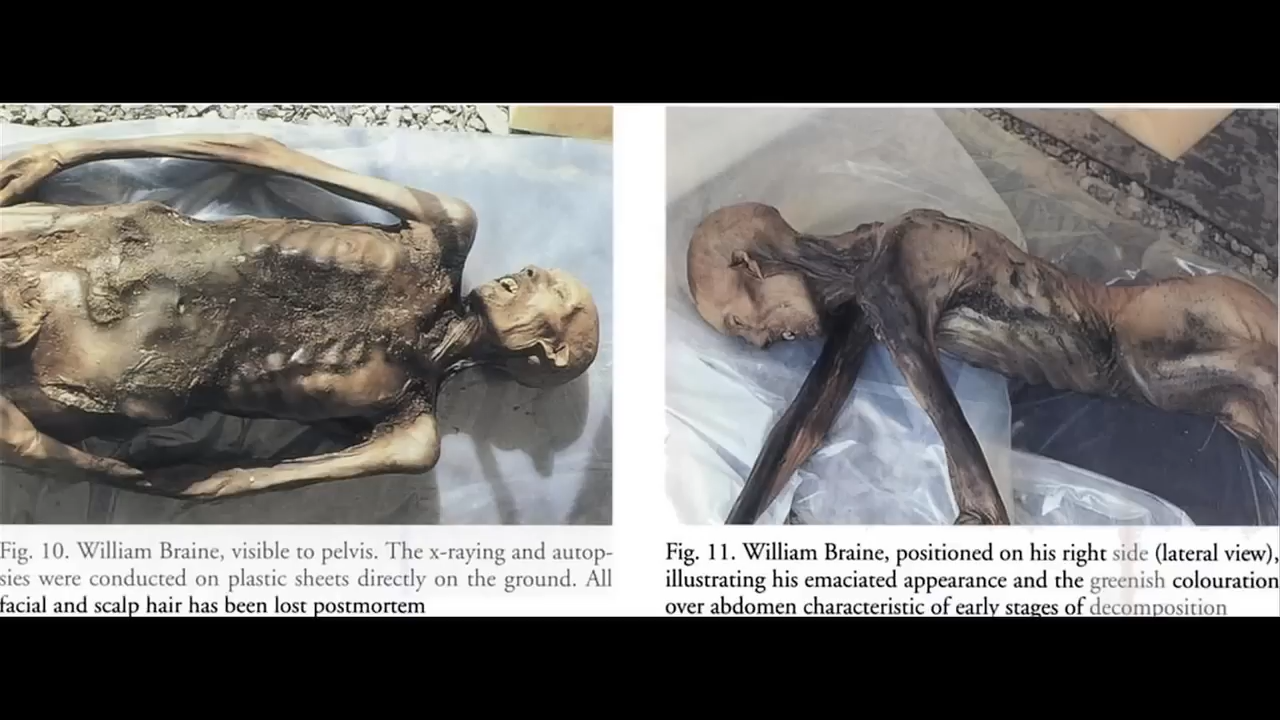 Fig. 10. William Braine, visible to pelvis. The x-raying and autop-
sies were conducted on plastic sheets directly on the ground. All
facial and scalp hair has been lost postmortem
Fig. 11. William Braine, positioned on his right side (lateral view),
illustrating his emaciated appearance and the greenish colouration
over abdomen characteristic of early stages of decomposition